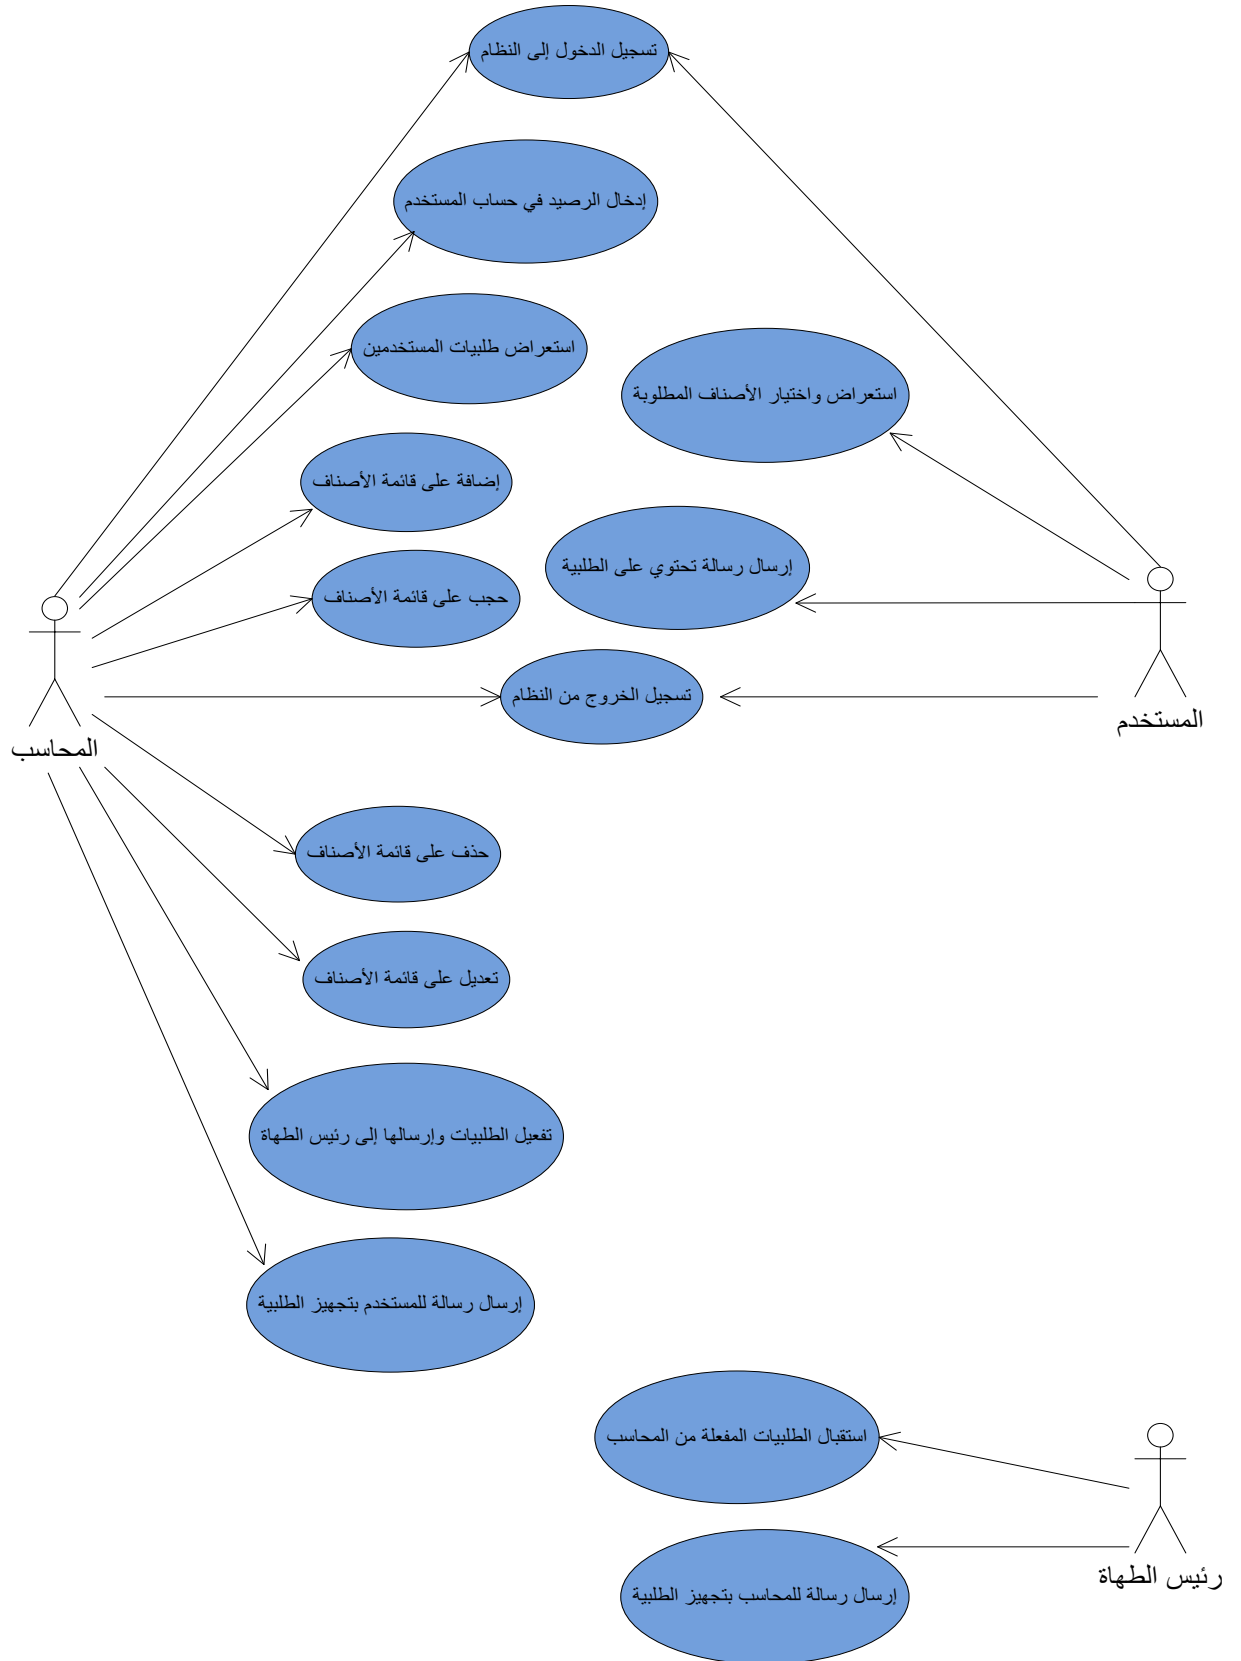 تسجيل الدخول إلى النظام
إدخال الرصيد في حساب المستخدم
استعراض طلبيات المستخدمين
استعراض واختيار الأصناف المطلوبة
إضافة على قائمة الأصناف
إرسال رسالة تحتوي على الطلبية
حجب على قائمة الأصناف
تسجيل الخروج من النظام
المستخدم
المحاسب
حذف على قائمة الأصناف
تعديل على قائمة الأصناف
تفعيل الطلبيات وإرسالها إلى رئيس الطهاة
إرسال رسالة للمستخدم بتجهيز الطلبية
استقبال الطلبيات المفعلة من المحاسب
رئيس الطهاة
إرسال رسالة للمحاسب بتجهيز الطلبية